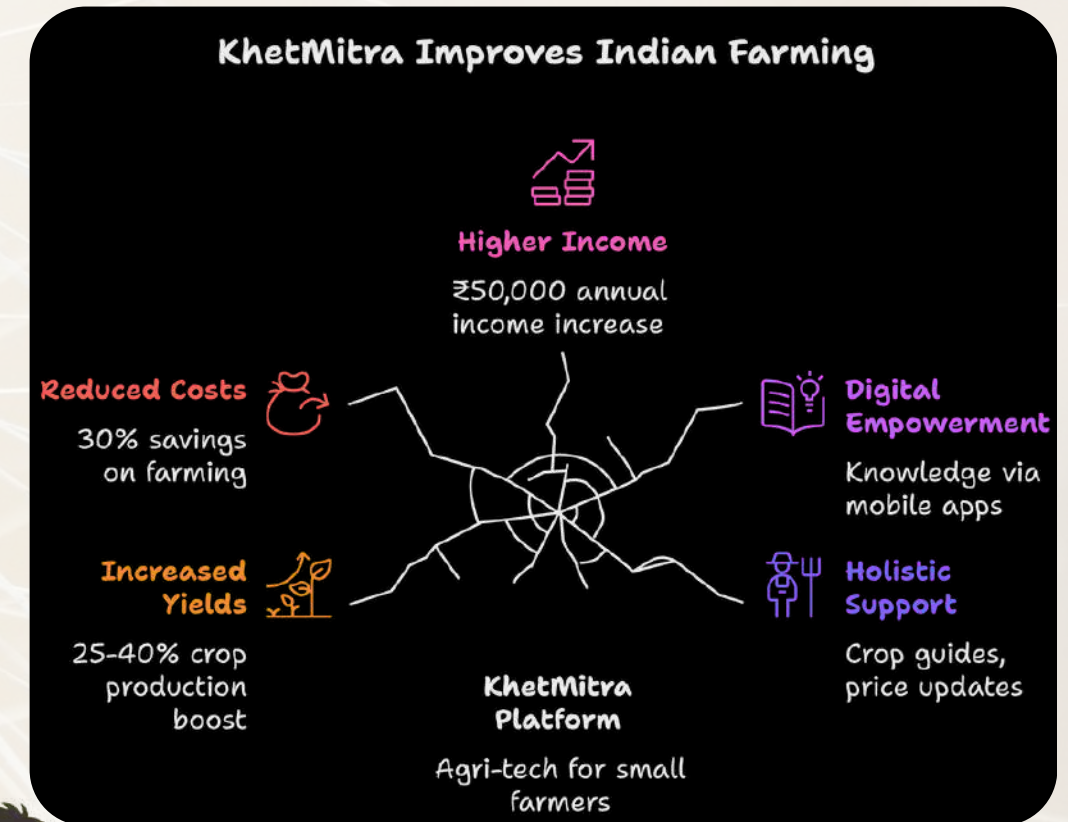 KhetMitra Improves Indian Farming
Higher Income
₹50,000 annual
income increase
Reduced Costs
30% savings
on farming
Digital
Empowerment
Knowledge via
mobile apps
Increased
Yields
25-40% crop
production
boost
Holistic
Support
Crop guides,
price updates
KhetMitra
Platform
Agri-tech for small
farmers